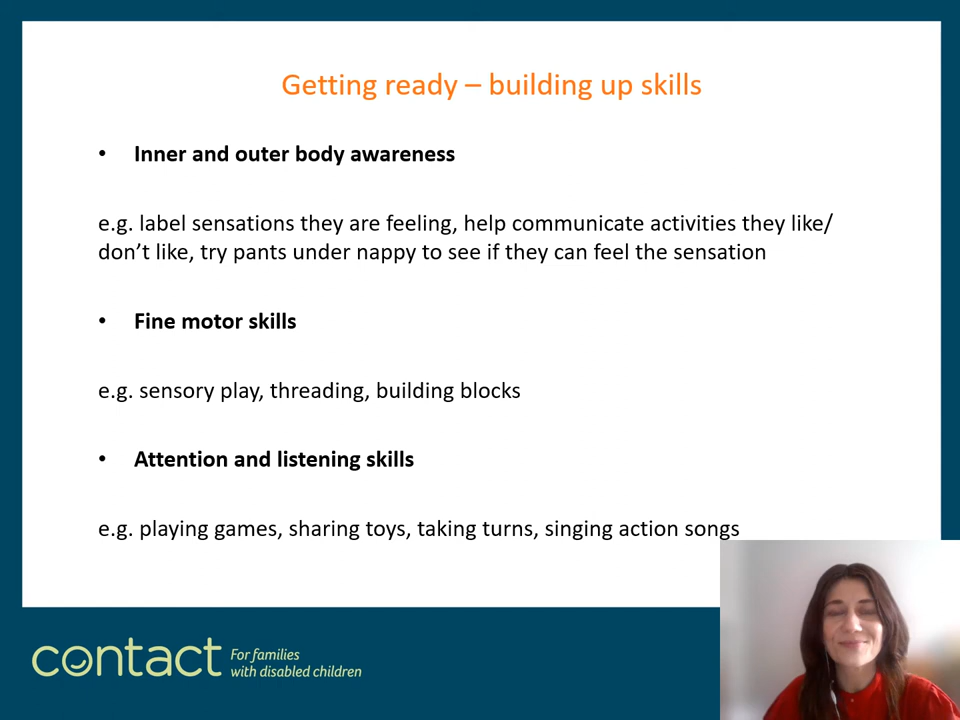 Getting ready – building up skills
• Inner and outer body awareness
e.g. label sensations they are feeling, help communicate activities they like/
don’t like, try pants under nappy to see if they can feel the sensation
• Fine motor skills
e.g. sensory play, threading, building blocks
• Attention and listening skills
e.g. playing games, sharing toys, taking turns, singing action songs
contact
For families
with disabled children